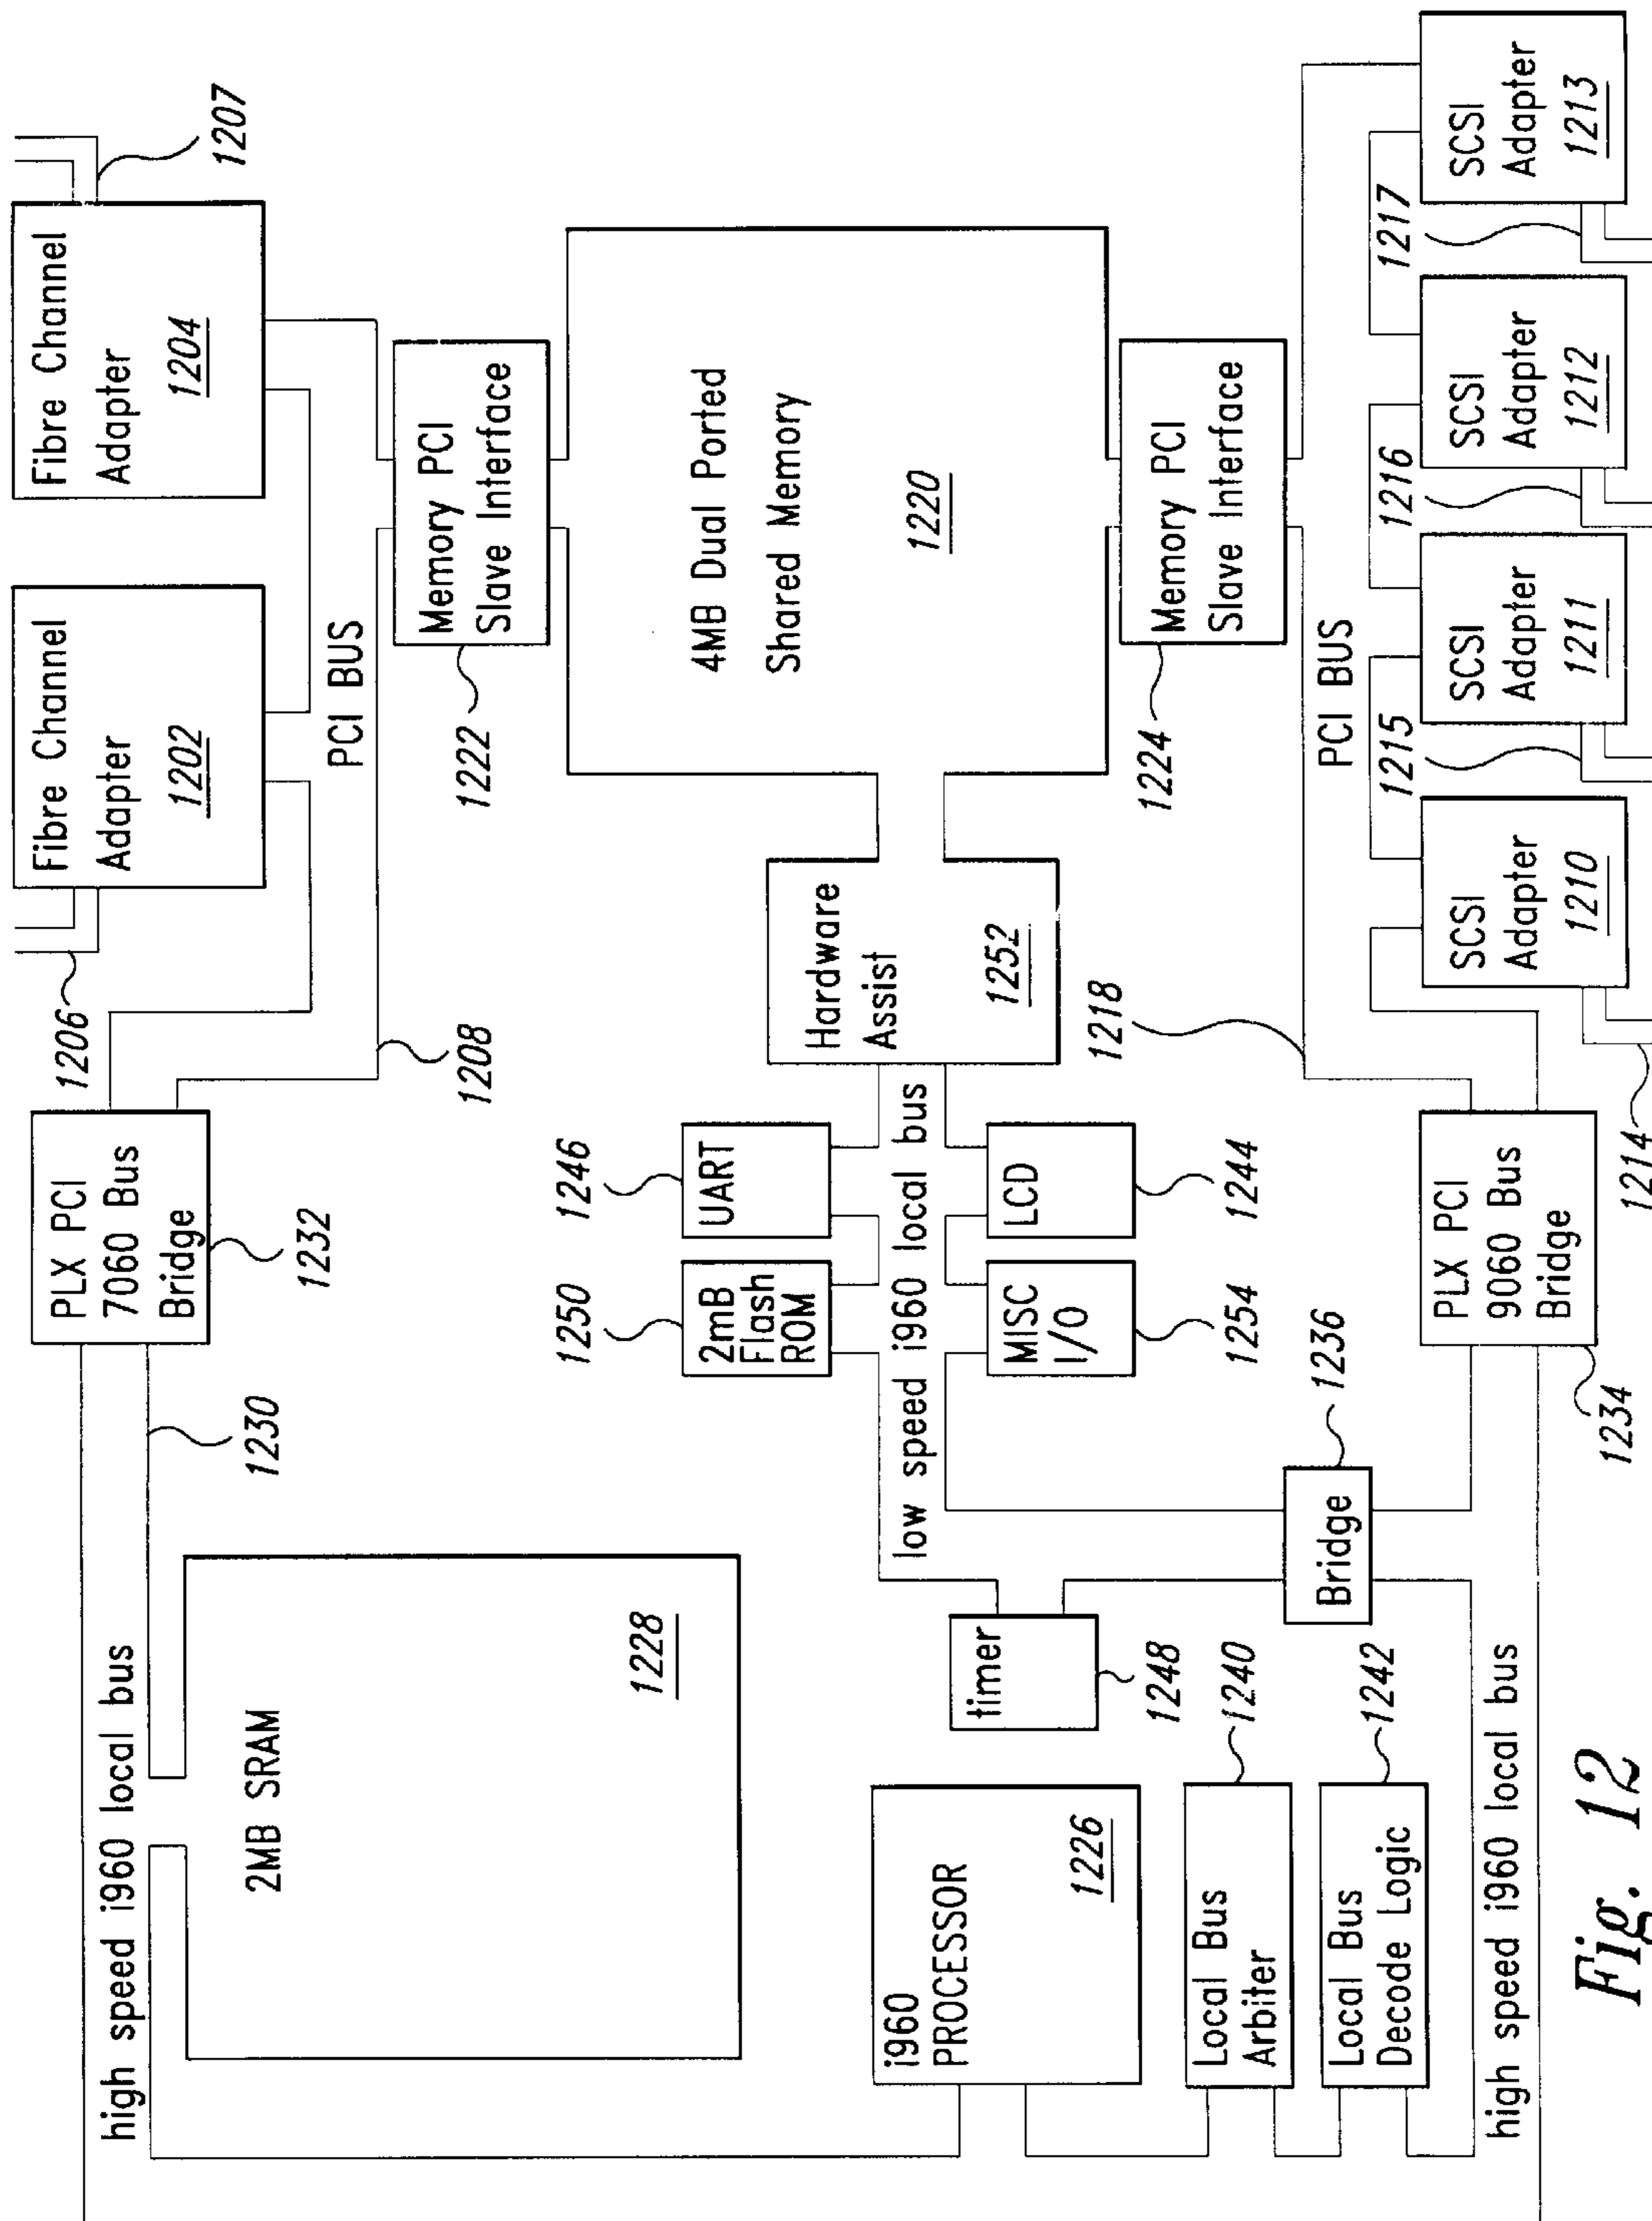 Fibre Channel
Adapter
1202
1206
Fibre Channel
Adapter
1204
1207
PLX PCI
7060 Bus
Bridge
1232
PCI BUS
1208
high speed i960 local bus
1230
2MB SRAM
1228
Memory PCI
Slave Interface
1222
4MB Dual Ported
Shared Memory
1220
Hardware
Assist
1252
UART
1246
2mB
Flash
ROM
1250
low speed i960 local bus
LCD
1244
MISC
I/O
1254
timer
1248
i960
PROCESSOR
1226
Local Bus
Arbiter
1240
Local Bus
Decode Logic
1242
Bridge
1236
Memory PCI
Slave Interface
1224
1218
PCI BUS
high speed i960 local bus
PLX PCI
9060 Bus
Bridge
1234
SCSI
Adapter
1210
1214
SCSI
Adapter
1211
1215
SCSI
Adapter
1212
1216
SCSI
Adapter
1213
1217
Fig. 12